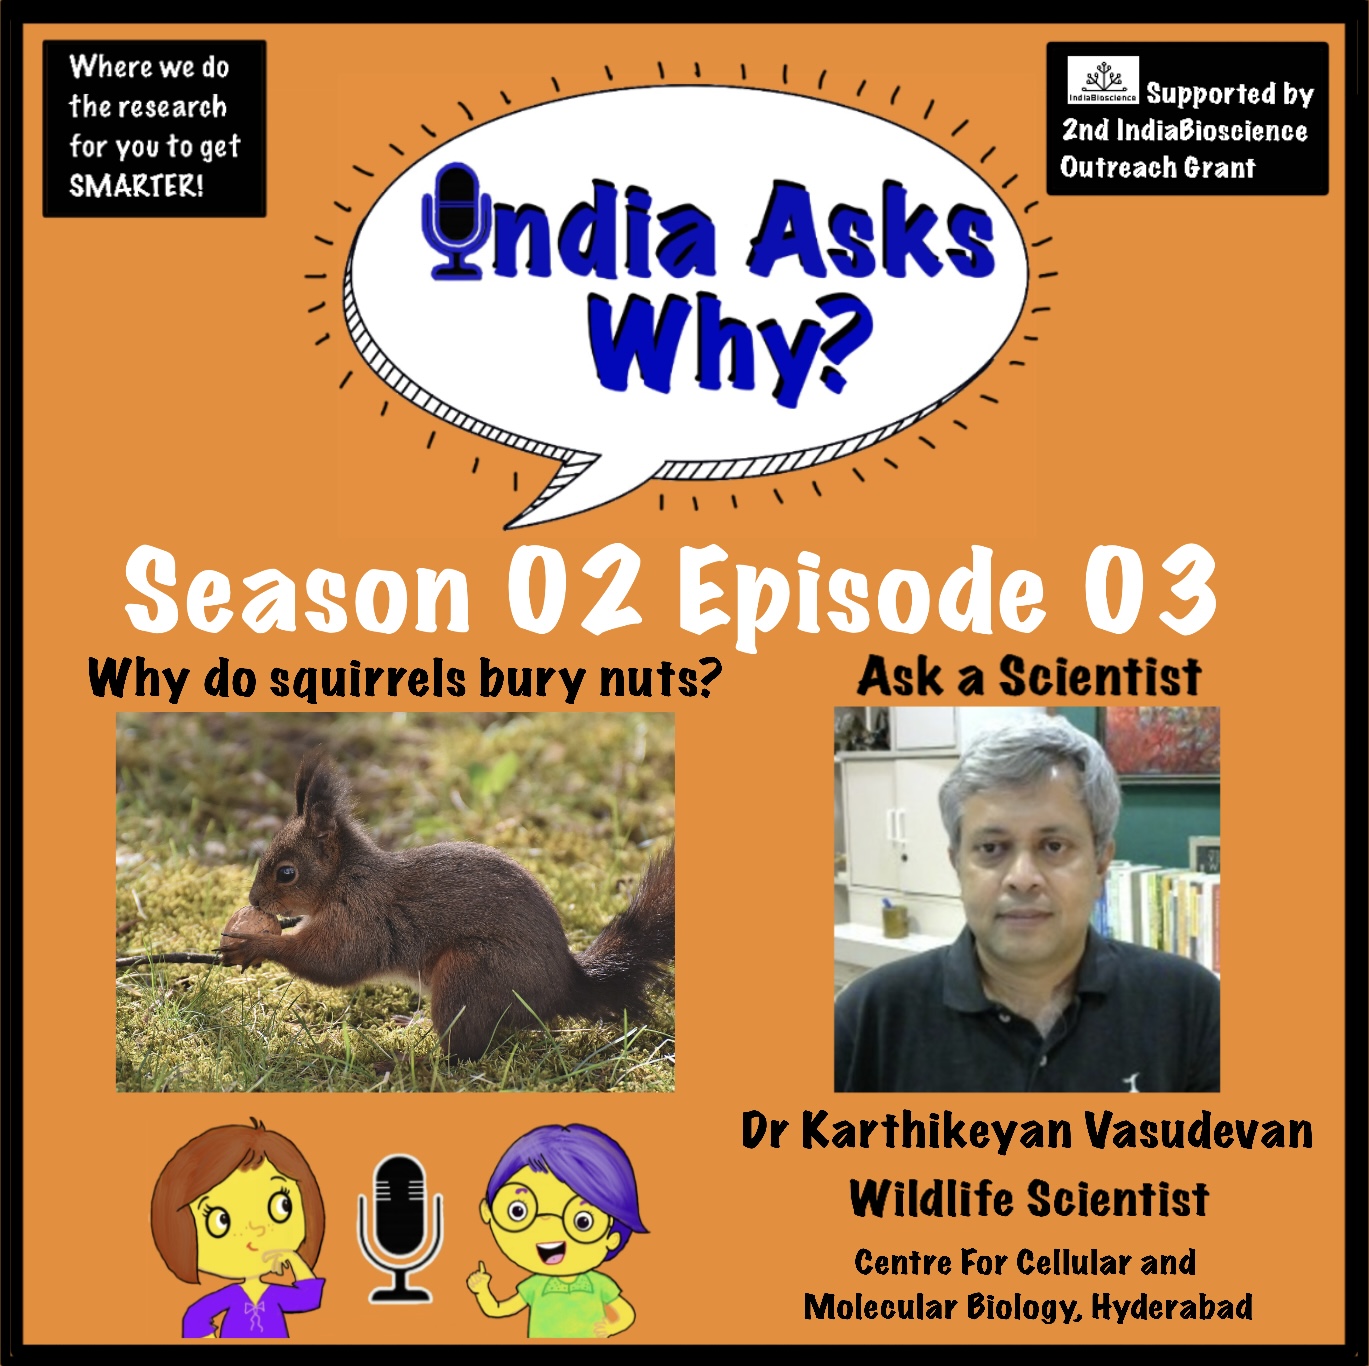 Where we do
the research
for you to get
SMARTER!
IndiaBioscience
Supported by
2nd IndiaBioscience
Outreach Grant
India Asks
Why?
Season 02 Episode 03
Why do squirrels bury nuts?
Ask a Scientist
Dr Karthikeyan Vasudevan
Wildlife Scientist
Centre For Cellular and
Molecular Biology, Hyderabad